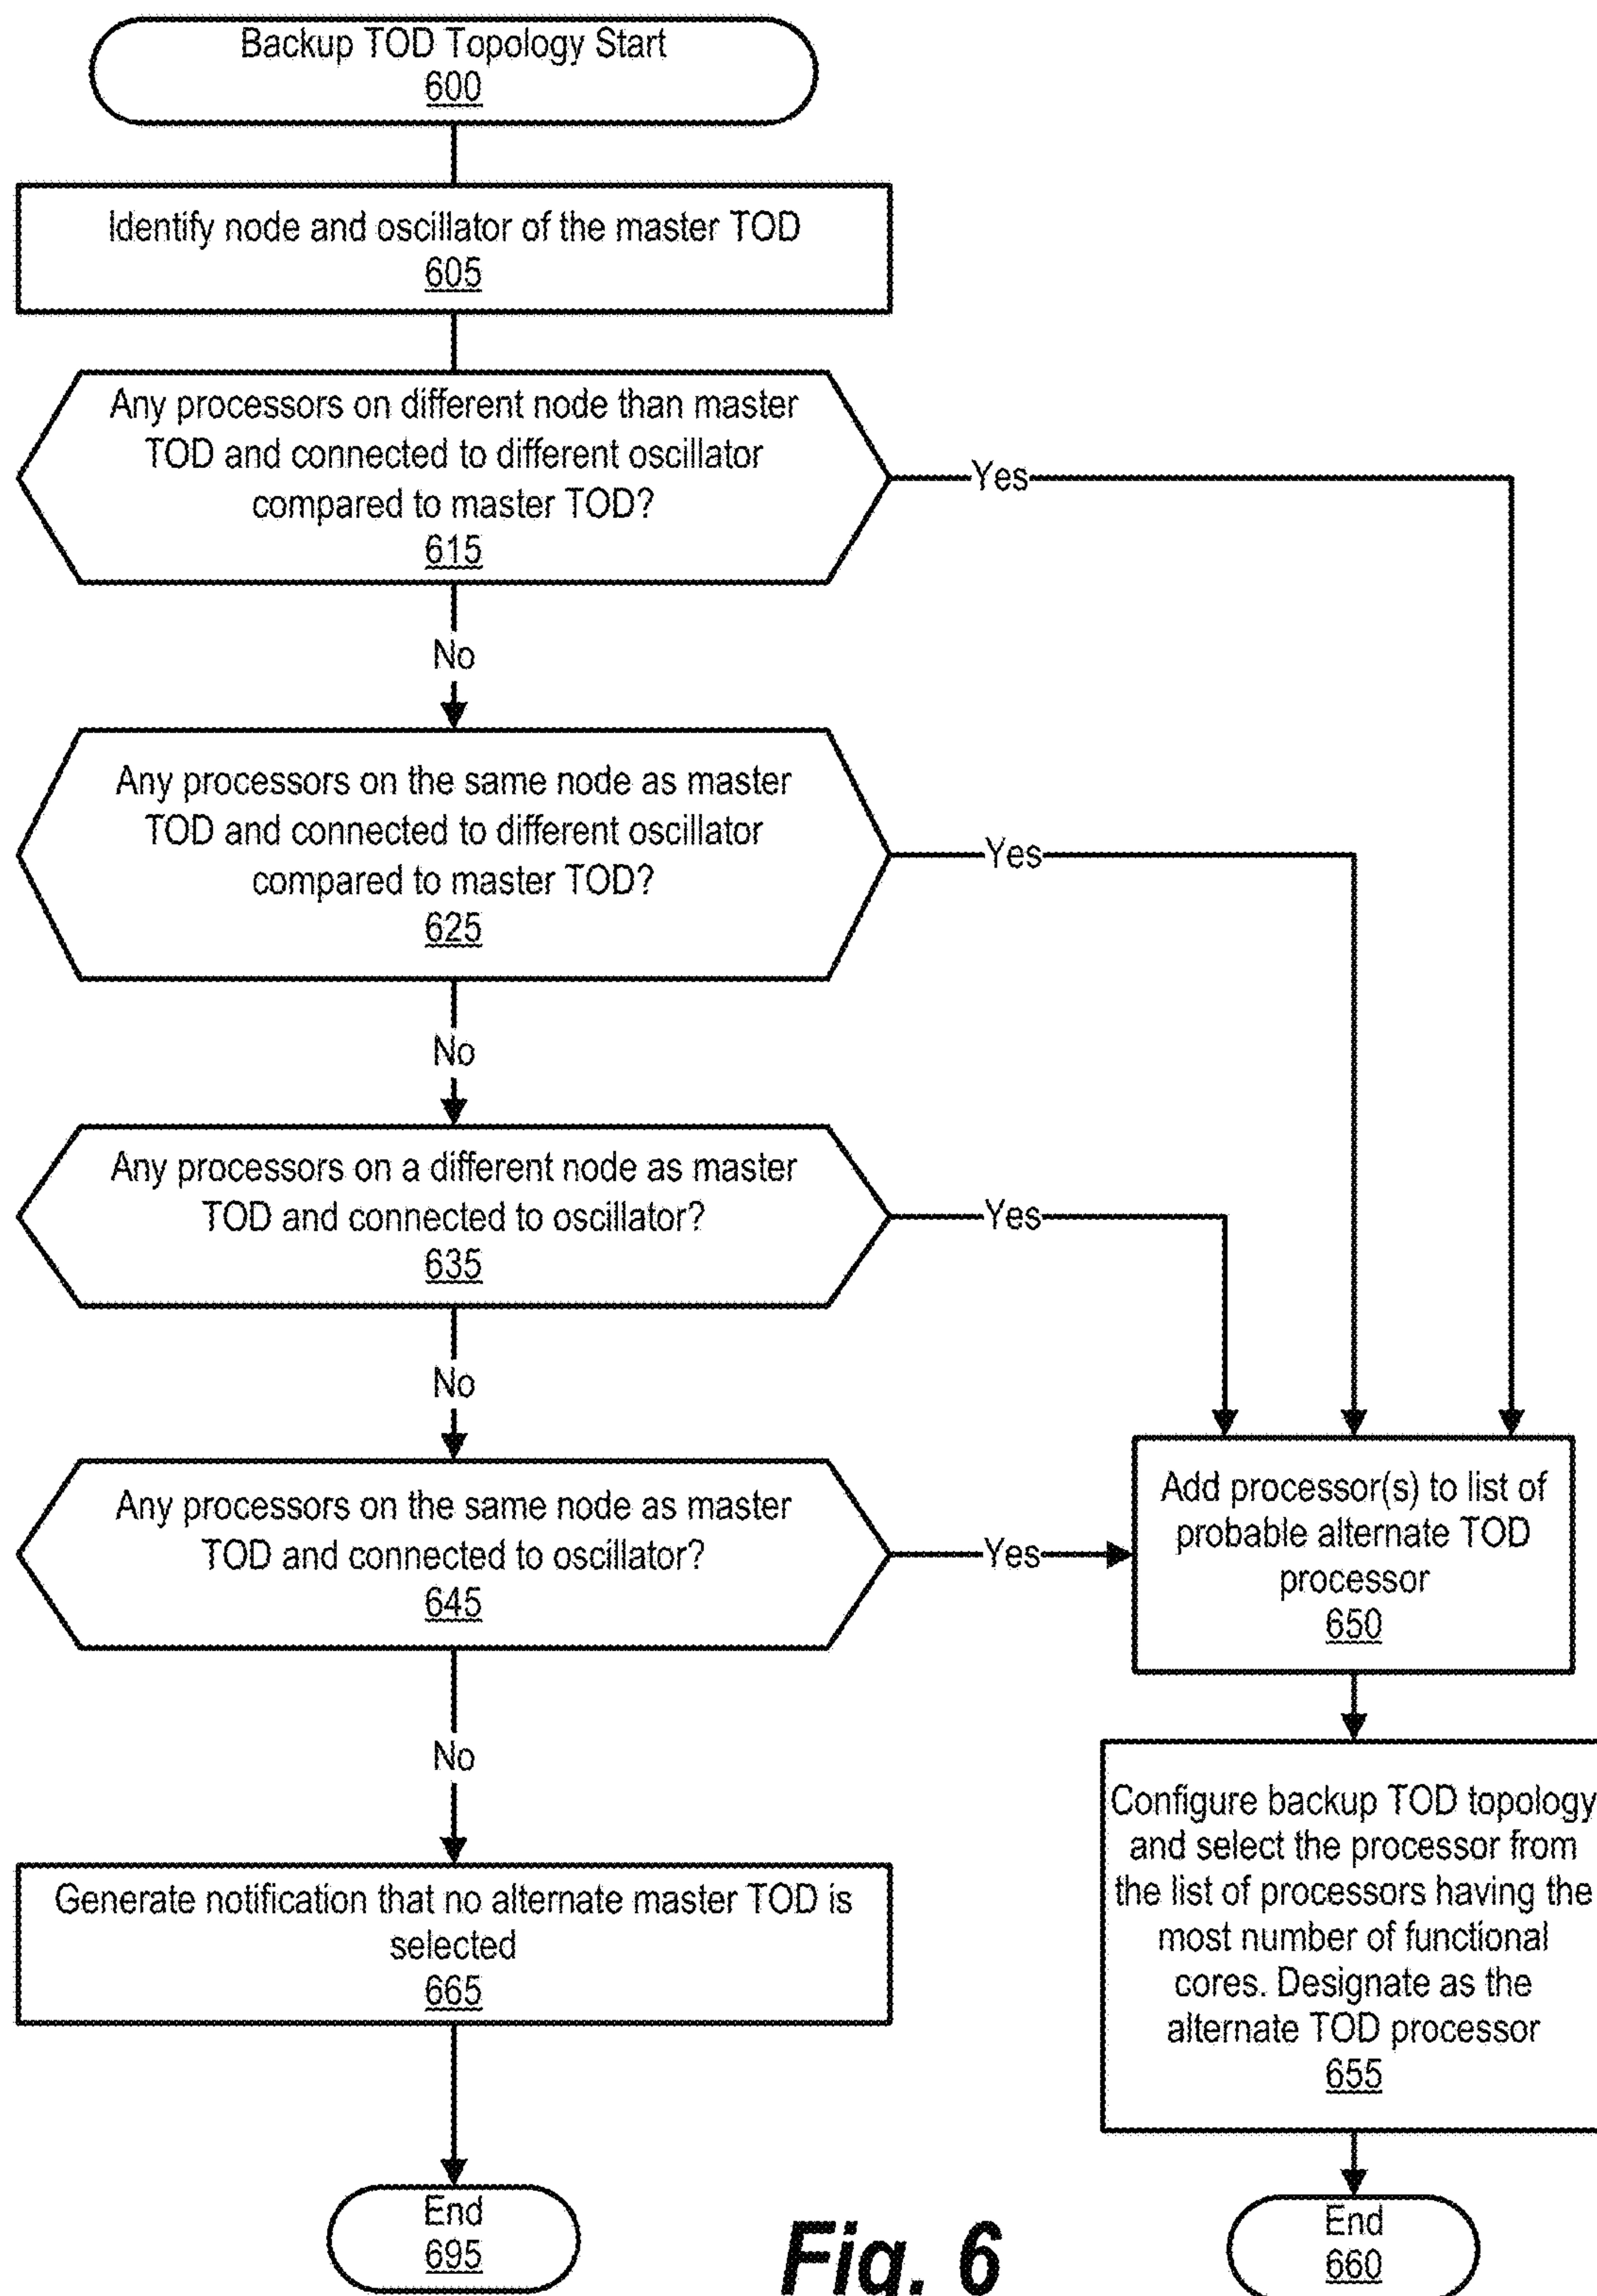 Backup TOD Topology Start
600
Identify node and oscillator of the master TOD
605
Any processors on different node than master
TOD and connected to different oscillator
compared to master TOD?
615
Yes
No
Any processors on the same node as master
TOD and connected to different oscillator
compared to master TOD?
625
Yes
No
Any processors on a different node as master
TOD and connected to oscillator?
635
Yes
No
Any processors on the same node as master
TOD and connected to oscillator?
645
Yes
Add processor(s) to list of
probable alternate TOD
processor
650
No
Configure backup TOD topology
and select the processor from
the list of processors having the
most number of functional
cores. Designate as the
alternate TOD processor
655
Generate notification that no alternate master TOD is
selected
665
End
695
End
660
Fig. 6